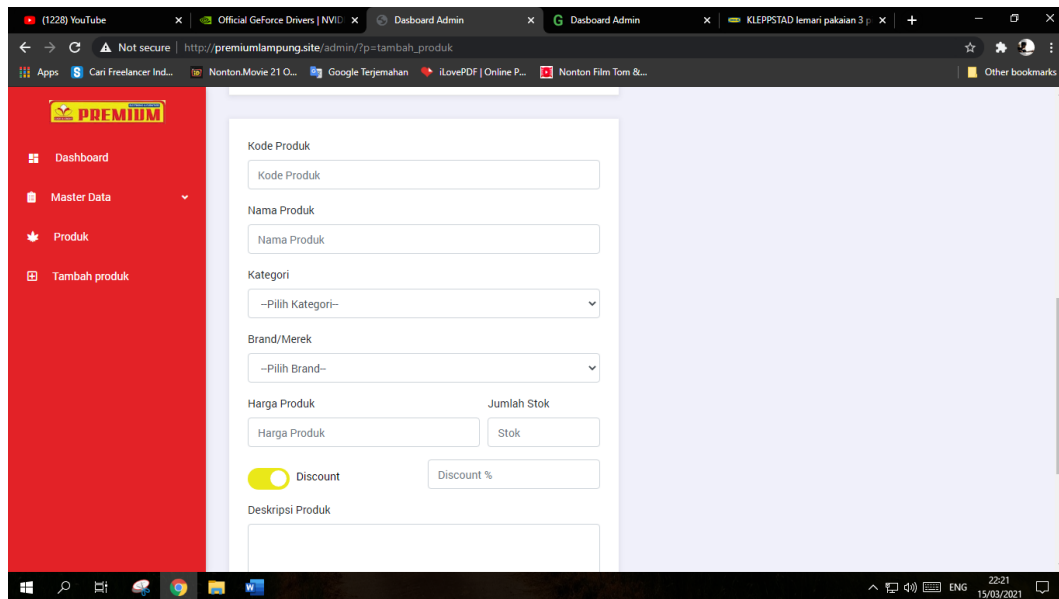 (1228) YouTube
Official GeForce Drivers | NVID
Dasboard Admin
Dasboard Admin
KLEPPSTAD lemari pakaian 3 p
Not secure | http://premiumlampung.site/admin/?p=tambah_produk
Apps
Cari Freelancer Ind...
Nonton.Movie 21 O...
Google Terjemahan
iLovePDF | Online P...
Nonton Film Tom &...
Other bookmarks
PREMIUM
Dashboard
Master Data
Produk
Tambah produk
Kode Produk
Kode Produk
Nama Produk
Nama Produk
Kategori
--Pilih Kategori--
Brand/Merek
--Pilih Brand--
Harga Produk
Jumlah Stok
Harga Produk
Stok
Discount
Discount %
Deskripsi Produk
ENG
22:21
15/03/2021